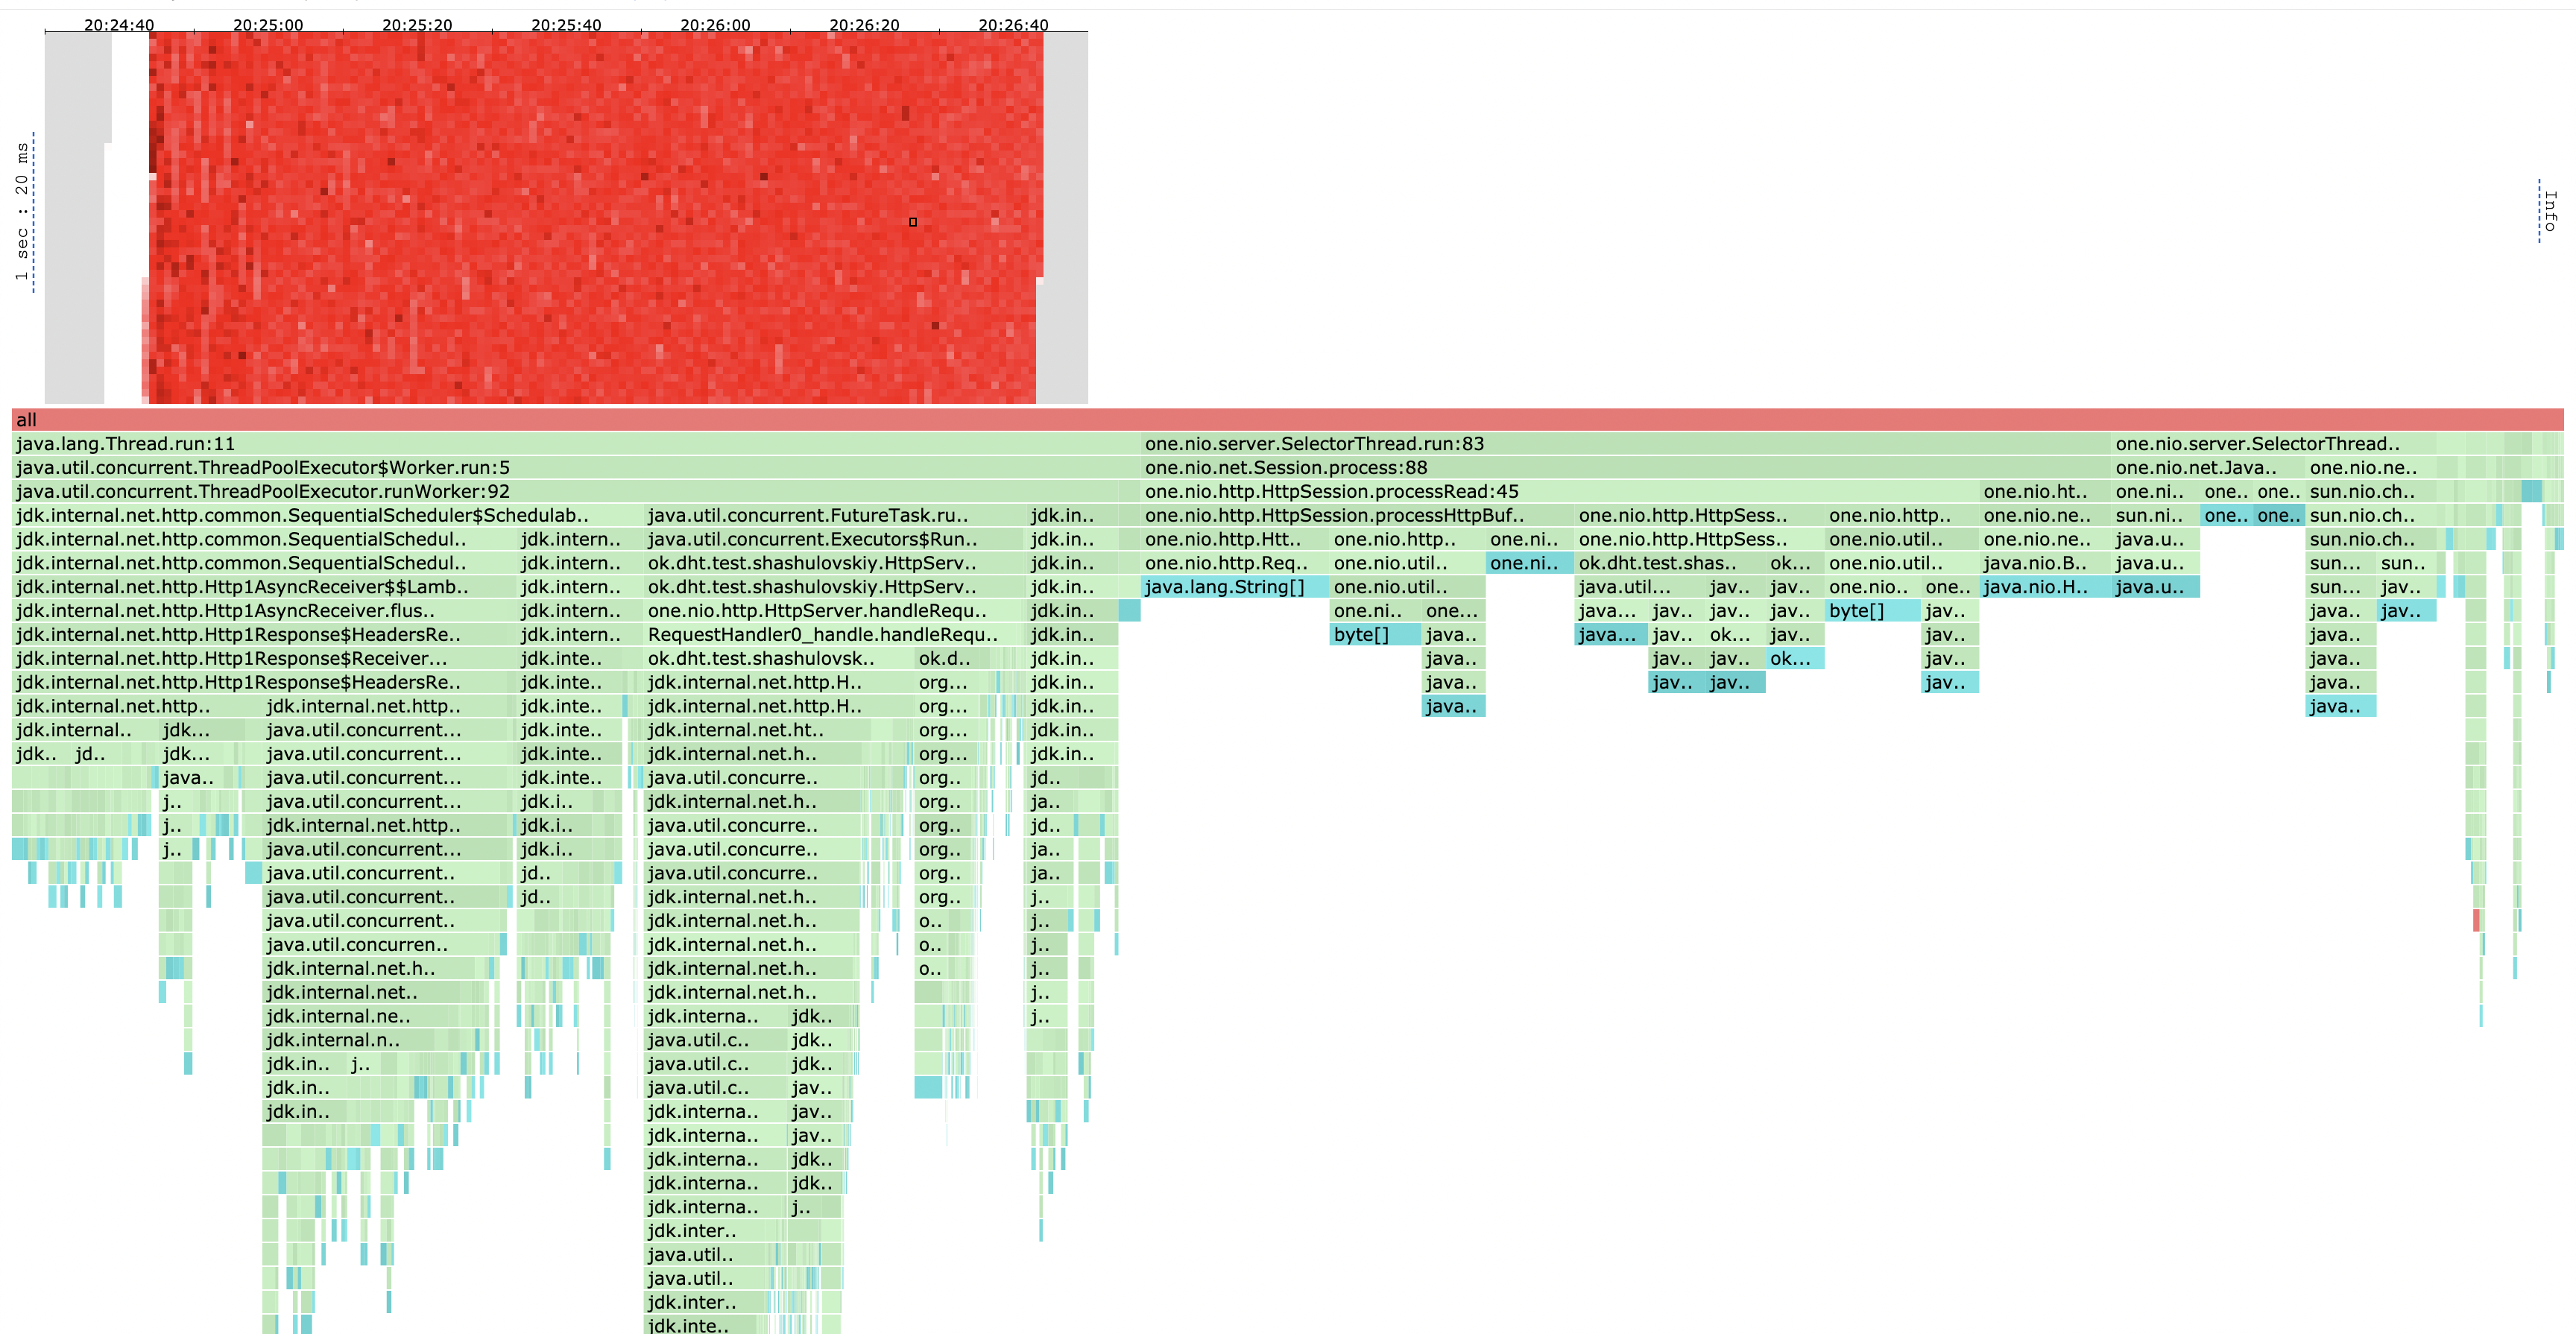 20:24:40 20:25:00 20:25:20 20:25:40 20:26:00 20:26:20 20:26:40
1 sec : 20 ms
Info
all
java.lang.Thread.run:11 one.nio.server.SelectorThread.run:83 one.nio.server.SelectorThread..
java.util.concurrent.ThreadPoolExecutor$Worker.run:5 one.nio.net.Session.process:88 one.nio.net.Java.. one.nio.ne..
java.util.concurrent.ThreadPoolExecutor.runWorker:92 one.nio.http.HttpSession.processRead:45 one.nio.ht.. one.ni.. one.. one.. sun.nio.ch..
jdk.internal.net.http.common.SequentialScheduler$Schedulab.. java.util.concurrent.FutureTask.ru.. jdk.in.. one.nio.http.HttpSession.processHttpBuf.. one.nio.http.HttpSess.. one.nio.http.. one.nio.ne.. sun.ni.. one.. one.. sun.nio.ch..
jdk.internal.net.http.common.SequentialSchedul.. jdk.intern.. java.util.concurrent.Executors$Run.. jdk.in.. one.nio.http.Htt.. one.nio.http.. one.ni.. one.nio.http.HttpSess.. one.nio.util.. one.nio.ne.. java.u.. sun.nio.ch..
jdk.internal.net.http.common.SequentialSchedul.. jdk.intern.. ok.dht.test.shashulovskiy.HttpServ.. jdk.in.. one.nio.http.Req.. one.nio.util.. one.ni.. ok.dht.test.shas.. ok... one.nio.util.. java.nio.B.. java.u.. sun... sun..
jdk.internal.net.http.Http1AsyncReceiver$$Lamb.. jdk.intern.. ok.dht.test.shashulovskiy.HttpServ.. jdk.in.. java.lang.String[] one.nio.util.. java.util... jav.. jav.. one.nio.. one.. java.nio.H.. java.u.. sun... jav..
jdk.internal.net.http.Http1AsyncReceiver.flus.. jdk.intern.. one.nio.http.HttpServer.handleRequ.. jdk.in.. one.ni.. one... java... jav.. jav.. jav.. byte[] jav.. java.. jav..
jdk.internal.net.http.Http1Response$HeadersRe.. jdk.intern.. RequestHandler0_handle.handleRequ.. jdk.in.. byte[] java.. java... jav.. ok... jav.. jav.. java..
jdk.internal.net.http.Http1Response$Receiver... jdk.inte.. ok.dht.test.shashulovsk.. ok.d.. jdk.in.. java.. jav.. jav.. ok... jav.. java..
jdk.internal.net.http.Http1Response$HeadersRe.. jdk.inte.. jdk.internal.net.http.H.. org... jdk.in.. java.. jav.. jav.. jav.. java..
jdk.internal.net.http.. jdk.internal.net.http.. jdk.inte.. jdk.internal.net.http.H.. org... jdk.in.. java.. java..
jdk.internal.. jdk... java.util.concurrent... jdk.inte.. jdk.internal.net.ht.. org... jdk.in..
jdk.. jd.. jdk... java.util.concurrent... jdk.inte.. jdk.internal.net.h.. org... jdk.in..
java.. java.util.concurrent... jdk.inte.. java.util.concurre.. org.. jd..
j.. java.util.concurrent... jdk.i.. jdk.internal.net.h.. org.. ja..
j.. jdk.internal.net.http.. jdk.i.. java.util.concurre.. org.. jd..
j.. java.util.concurrent... jdk.i.. java.util.concurre.. org.. ja..
java.util.concurrent.. jd.. java.util.concurre.. org.. ja..
java.util.concurrent.. jd.. jdk.internal.net.h.. org.. j..
java.util.concurrent.. jdk.internal.net.h.. o.. j..
java.util.concurren.. jdk.internal.net.h.. o.. j..
jdk.internal.net.h.. jdk.internal.net.h.. o.. j..
jdk.internal.net.. jdk.internal.net.h.. j..
jdk.internal.ne.. jdk.interna.. jdk.. j..
jdk.internal.n.. java.util.c.. jdk..
jdk.in.. j.. java.util.c.. jdk..
jdk.in.. java.util.c.. jav..
jdk.in.. jdk.interna.. jav..
jdk.interna.. jav..
jdk.interna.. jdk..
jdk.interna.. jdk..
jdk.interna.. j..
jdk.inter..
java.util..
java.util..
jdk.inter..
jdk.inte..